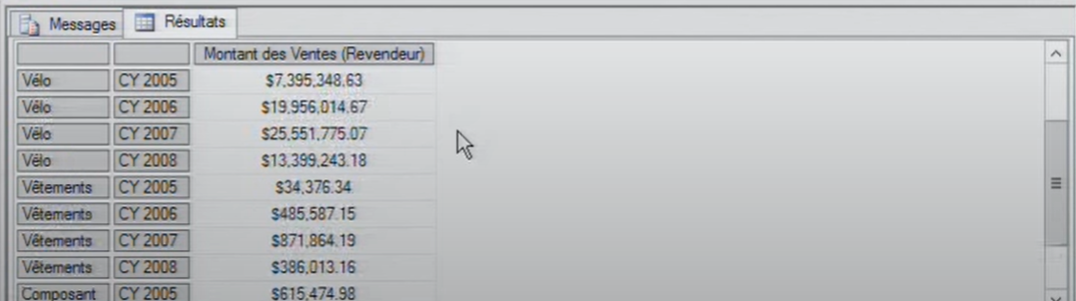 Messages Résultats
Montant des Ventes (Revendeur)
Vélo CY 2005 $7,395,348.63
Vélo CY 2006 $19,956,014.67
Vélo CY 2007 $25,551,775.07
Vélo CY 2008 $13,399,243.18
Vêtements CY 2005 $34,376.34
Vêtements CY 2006 $485,587.15
Vêtements CY 2007 $871,864.19
Vêtements CY 2008 $386,013.16
Composant CY 2005 $615,474.98